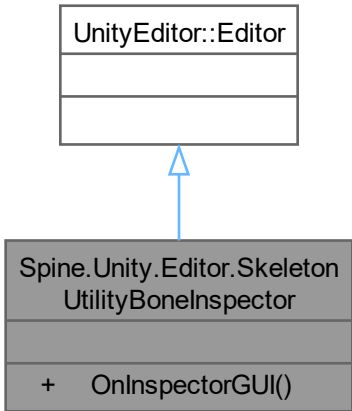 UnityEditor::Editor
Spine.Unity.Editor.Skeleton
UtilityBoneInspector
+ OnInspectorGUI()